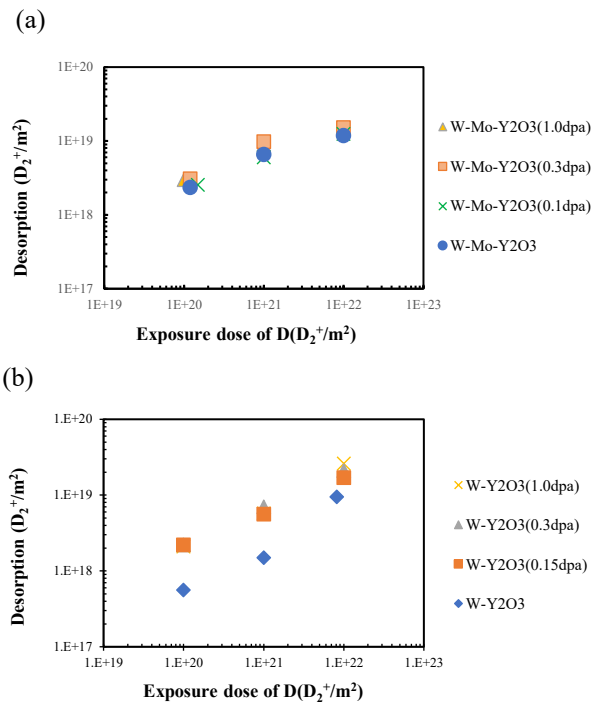 (a)
1E+20
1E+19
1E+18
1E+17
Desorption (D₂⁺/m²)
1E+19 1E+20 1E+21 1E+22 1E+23
Exposure dose of D(D₂⁺/m²)
W-Mo-Y2O3(1.0dpa)
W-Mo-Y2O3(0.3dpa)
W-Mo-Y2O3(0.1dpa)
W-Mo-Y2O3
(b)
1.E+20
1.E+19
1.E+18
1.E+17
Desorption (D₂⁺/m²)
1.E+19 1.E+20 1.E+21 1.E+22 1.E+23
Exposure dose of D(D₂⁺/m²)
W-Y2O3(1.0dpa)
W-Y2O3(0.3dpa)
W-Y2O3(0.15dpa)
W-Y2O3